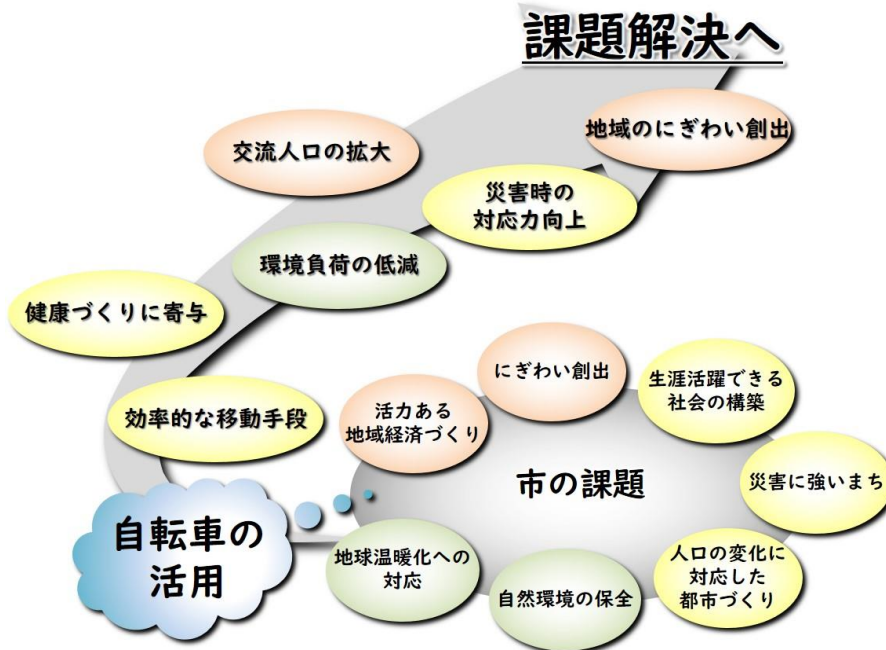 課題解決へ
地域のにぎわい創出
交流人口の拡大
災害時の
対応力向上
環境負荷の低減
健康づくりに寄与
効率的な移動手段
自転車の
活用
市の課題
にぎわい創出
生涯活躍できる
社会の構築
活力ある
地域経済づくり
災害に強いまち
地球温暖化への
対応
自然環境の保全
人口の変化に
対応した
都市づくり